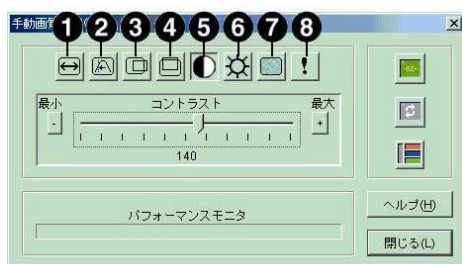 手動画
1 2 3 4 5 6 7 8
最小 コントラスト 最大
- +
140
パフォーマンスモニタ
ヘルプ(H)
閉じる(L)